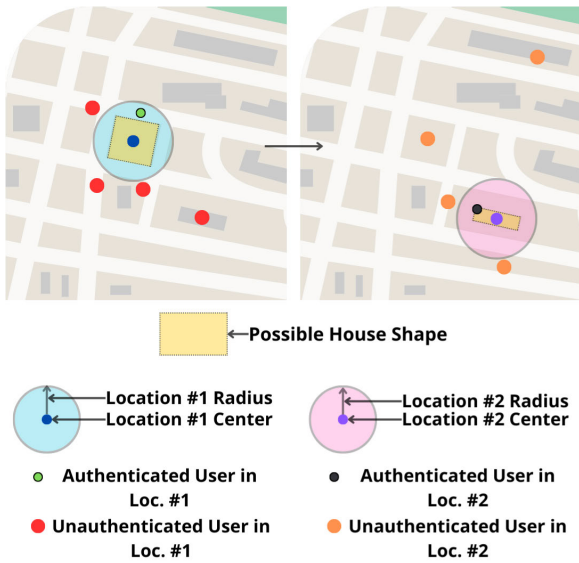 Possible House Shape
Location #1 Radius
Location #1 Center
Location #2 Radius
Location #2 Center
Authenticated User in
Loc. #1
Authenticated User in
Loc. #2
Unauthenticated User in
Loc. #1
Unauthenticated User in
Loc. #2